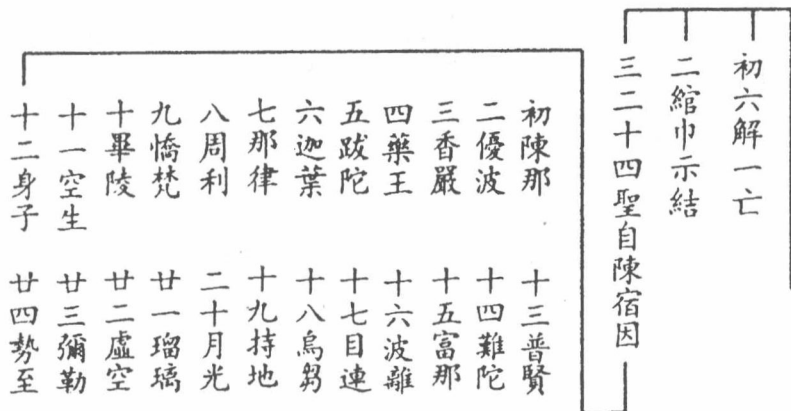 初六解一亡
二綰巾示結
三二十四聖自陳宿因
初陳那
二優波
三香嚴
四藥王
五跋陀
六迦葉
七那律
八周利
九憍梵
十畢陵
十一空生
十二身子
十三普賢
十四難陀
十五富那
十六波離
十七目連
十八烏芻
十九持地
二十月光
廿一瑠璃
廿二虛空
廿三彌勒
廿四勢至